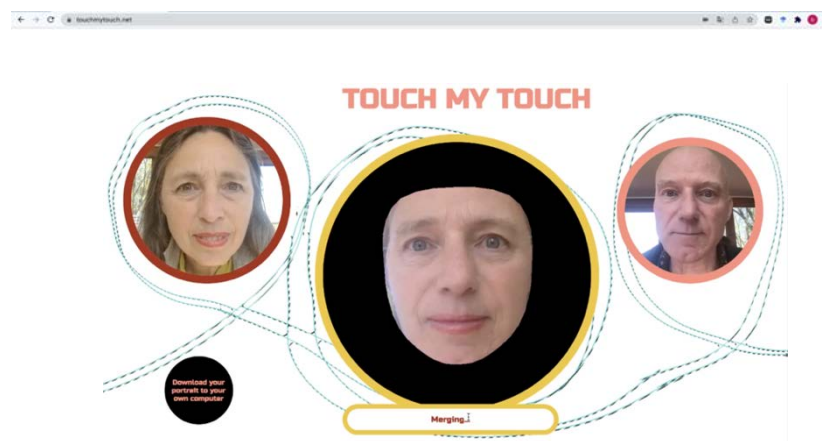 touchmytouch.net
TOUCH MY TOUCH
Download your
portrait to your
own computer
Merging..